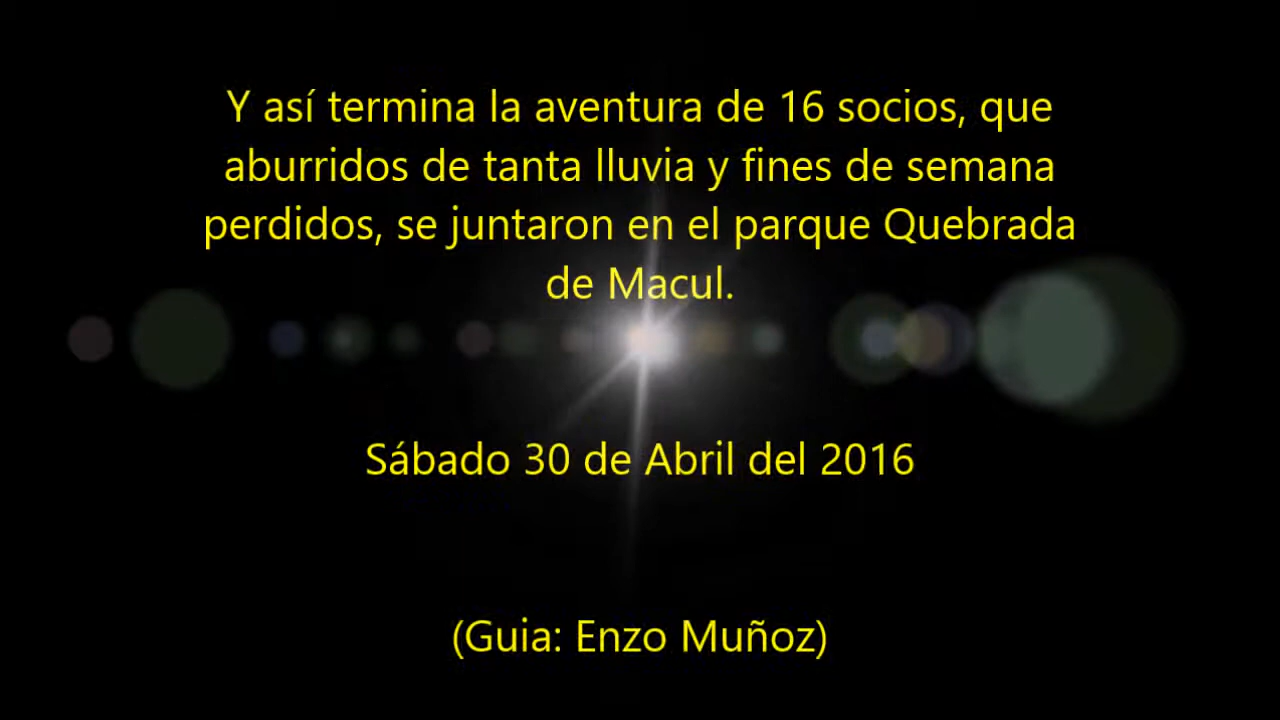 Y así termina la aventura de 16 socios, que
aburridos de tanta lluvia y fines de semana
perdidos, se juntaron en el parque Quebrada
de Macul.
Sábado 30 de Abril del 2016
(Guia: Enzo Muñoz)